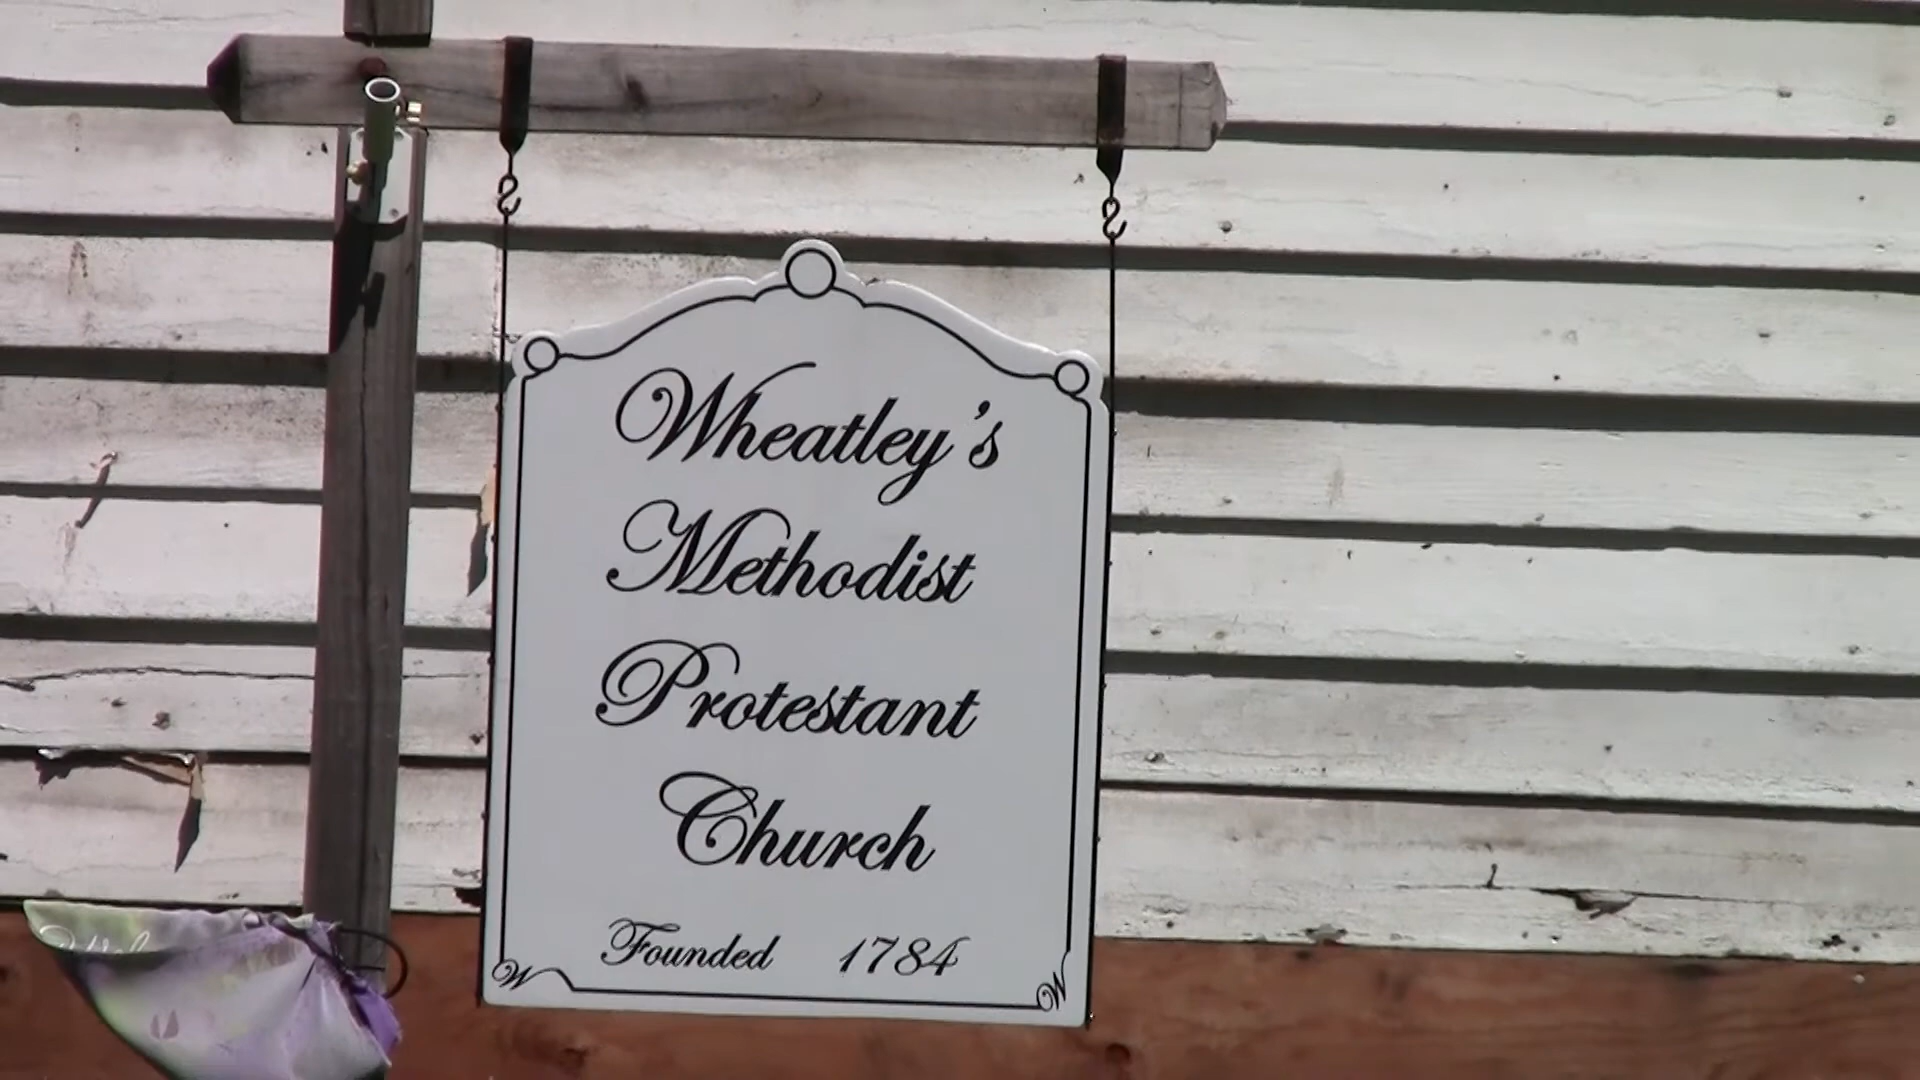 Wheatley's
Methodist
Protestant
Church
Founded 1784
W W